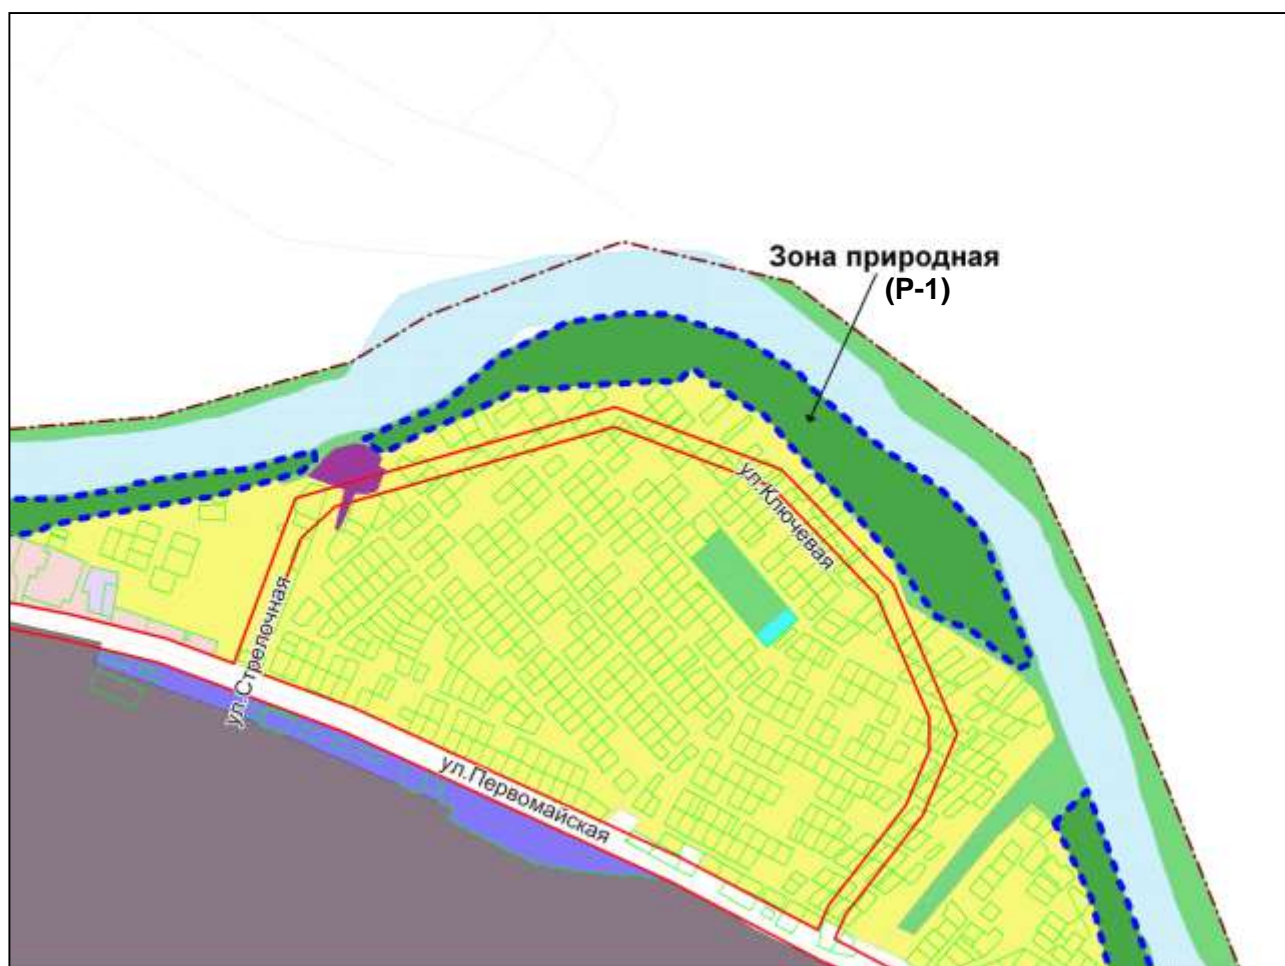 Зона природная
(Р-1)
ул.Ключевая
ул.Стрелочная
ул.Первомайская